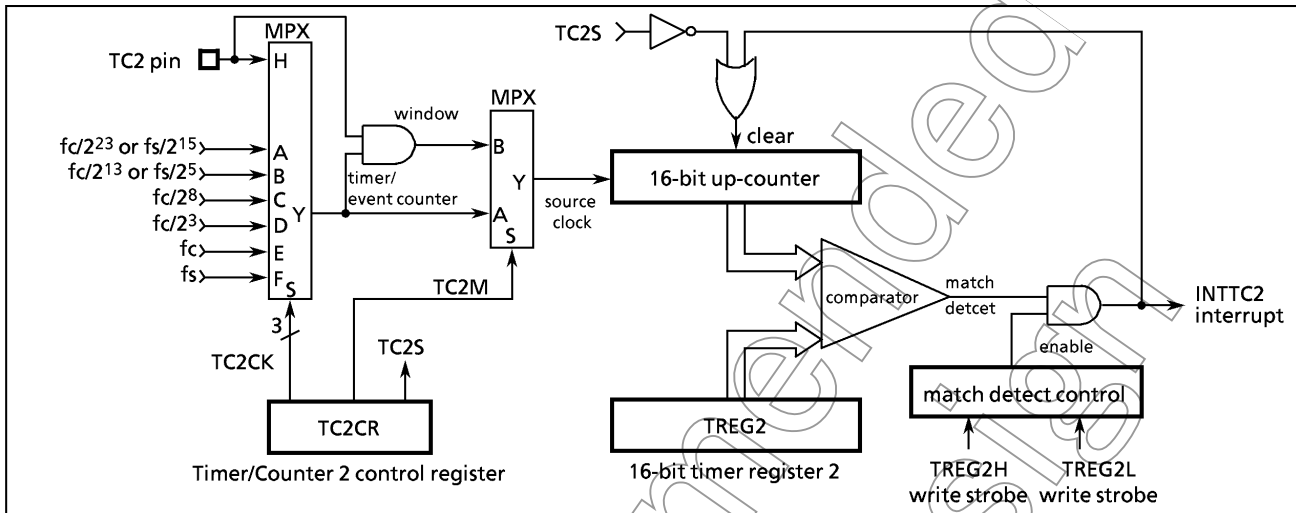 MPX
TC2 pin
H
fc/2²³ or fs/2¹⁵
A
fc/2¹³ or fs/2⁵
B
fc/2⁸
C
fc/2³
D
fc
E
fs
F
Y
S
3
TC2CK
window
timer/
event counter
MPX
B
Y
A
S
TC2M
TC2S
TC2CR
Timer/Counter 2 control register
source
clock
TC2S
clear
16-bit up-counter
comparator
match
detcet
enable
INTTC2
interrupt
match detect control
TREG2H
write strobe
TREG2L
write strobe
TREG2
16-bit timer register 2